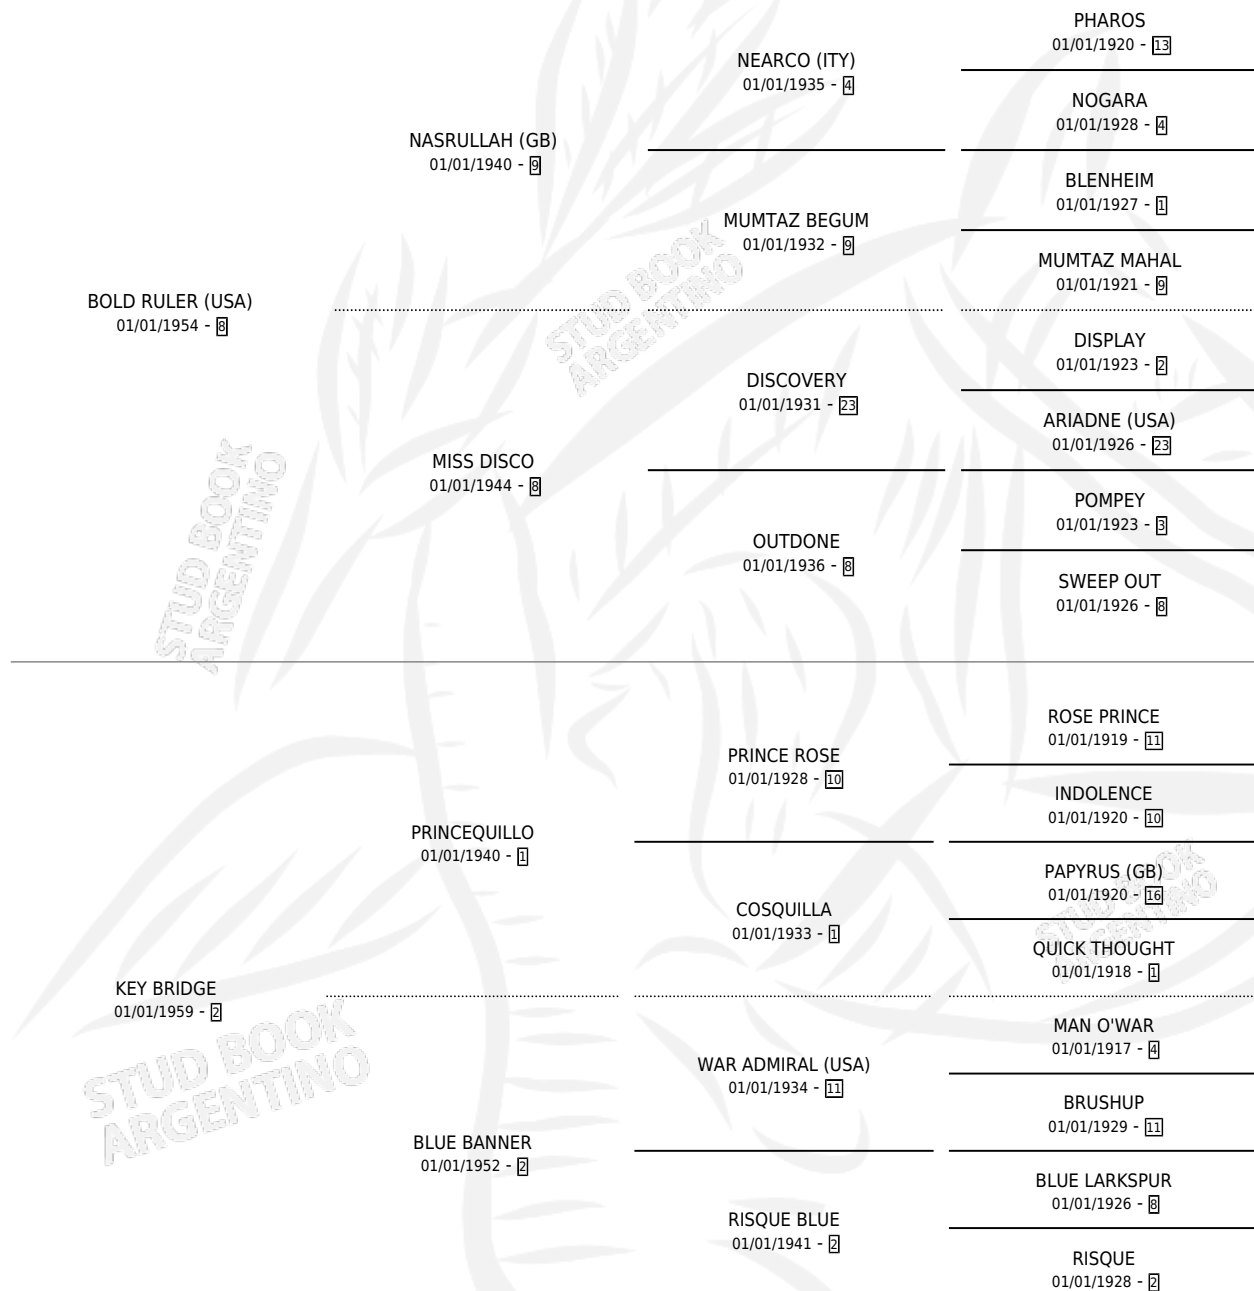 PHAROS
01/01/1920 - 13
NEARCO (ITY)
01/01/1935 - 4
NOGARA
01/01/1928 - 4
NASRULLAH (GB)
01/01/1940 - 9
BLENHEIM
01/01/1927 - 1
MUMTAZ BEGUM
01/01/1932 - 9
MUMTAZ MAHAL
01/01/1921 - 9
STUD BOOK
ARGENTINO
BOLD RULER (USA)
01/01/1954 - 8
DISPLAY
01/01/1923 - 2
DISCOVERY
01/01/1931 - 23
ARIADNE (USA)
01/01/1926 - 23
MISS DISCO
01/01/1944 - 8
POMPEY
01/01/1923 - 3
OUTDONE
01/01/1936 - 8
SWEEP OUT
01/01/1926 - 8
STUD BOOK
ARGENTINO
ROSE PRINCE
01/01/1919 - 11
PRINCE ROSE
01/01/1928 - 10
INDOLENCE
01/01/1920 - 10
PRINCEQUILLO
01/01/1940 - 1
PAPYRUS (GB)
01/01/1920 - 16
COSQUILLA
01/01/1933 - 1
QUICK THOUGHT
01/01/1918 - 1
STUD BOOK
ARGENTINO
KEY BRIDGE
01/01/1959 - 2
MAN O'WAR
01/01/1917 - 4
WAR ADMIRAL (USA)
01/01/1934 - 11
BRUSHUP
01/01/1929 - 11
BLUE BANNER
01/01/1952 - 2
BLUE LARKSPUR
01/01/1926 - 8
RISQUE BLUE
01/01/1941 - 2
RISQUE
01/01/1928 - 2
STUD BOOK
ARGENTINO